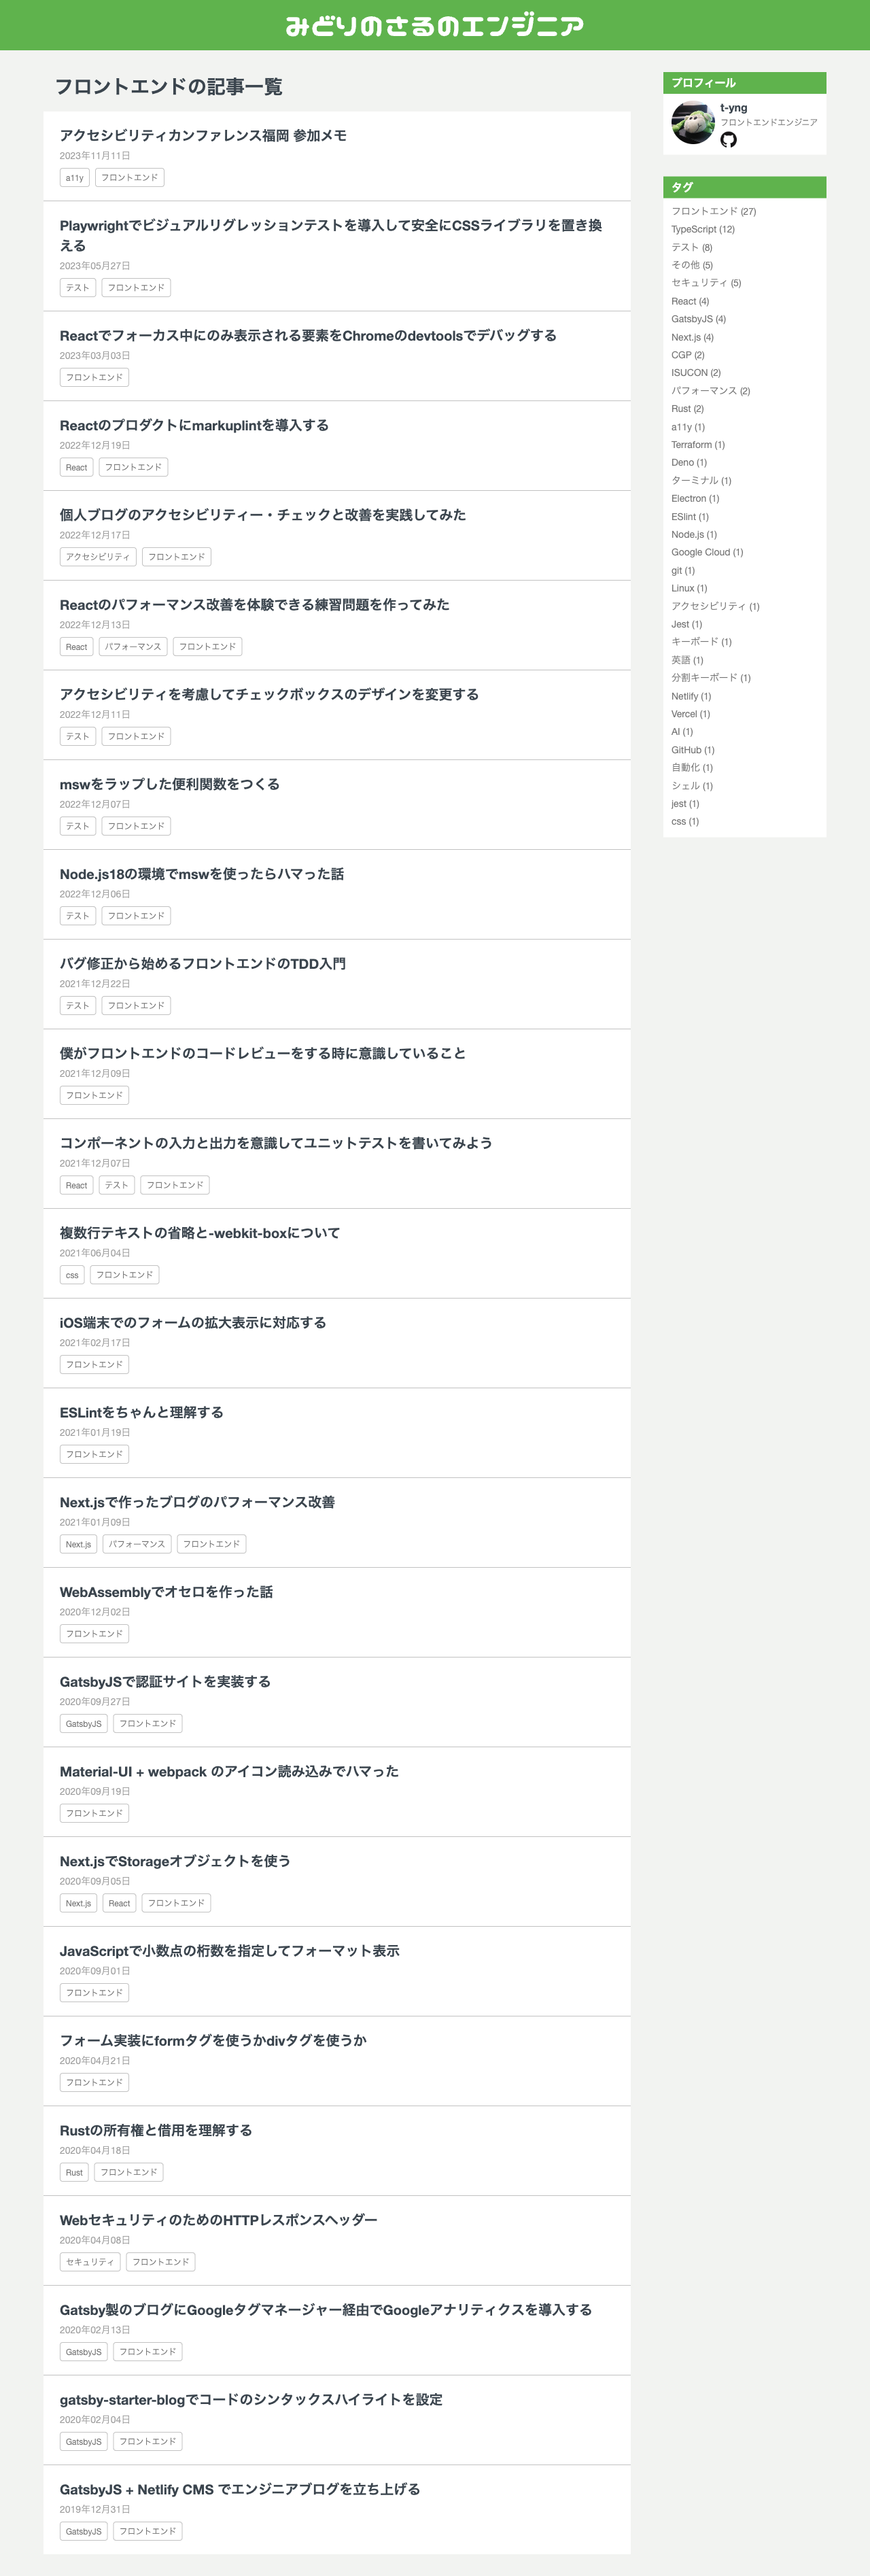 みどりのさるのエンジニア
フロントエンドの記事一覧
アクセシビリティカンファレンス福岡 参加メモ
2023年11月11日
a11y フロントエンド
Playwrightでビジュアルリグレッションテストを導入して安全にCSSライブラリを置き換
える
2023年05月27日
テスト フロントエンド
Reactでフォーカス中にのみ表示される要素をChromeのdevtoolsでデバッグする
2023年03月03日
フロントエンド
Reactのプロダクトにmarkuplintを導入する
2022年12月19日
React フロントエンド
個人ブログのアクセシビリティー・チェックと改善を実践してみた
2022年12月17日
アクセシビリティ フロントエンド
Reactのパフォーマンス改善を体験できる練習問題を作ってみた
2022年12月13日
React パフォーマンス フロントエンド
アクセシビリティを考慮してチェックボックスのデザインを変更する
2022年12月11日
テスト フロントエンド
mswをラップした便利関数をつくる
2022年12月07日
テスト フロントエンド
Node.js18の環境でmswを使ったらハマった話
2022年12月06日
テスト フロントエンド
バグ修正から始めるフロントエンドのTDD入門
2021年12月22日
テスト フロントエンド
僕がフロントエンドのコードレビューをする時に意識していること
2021年12月09日
フロントエンド
コンポーネントの入力と出力を意識してユニットテストを書いてみよう
2021年12月07日
React テスト フロントエンド
複数行テキストの省略と-webkit-boxについて
2021年06月04日
css フロントエンド
iOS端末でのフォームの拡大表示に対応する
2021年02月17日
フロントエンド
ESLintをちゃんと理解する
2021年01月19日
フロントエンド
Next.jsで作ったブログのパフォーマンス改善
2021年01月09日
Next.js パフォーマンス フロントエンド
WebAssemblyでオセロを作った話
2020年12月02日
フロントエンド
GatsbyJSで認証サイトを実装する
2020年09月27日
GatsbyJS フロントエンド
Material-UI + webpack のアイコン読み込みでハマった
2020年09月19日
フロントエンド
Next.jsでStorageオブジェクトを使う
2020年09月05日
Next.js React フロントエンド
JavaScriptで小数点の桁数を指定してフォーマット表示
2020年09月01日
フロントエンド
フォーム実装にformタグを使うかdivタグを使うか
2020年04月21日
フロントエンド
Rustの所有権と借用を理解する
2020年04月18日
Rust フロントエンド
WebセキュリティのためのHTTPレスポンスヘッダー
2020年04月08日
セキュリティ フロントエンド
Gatsby製のブログにGoogleタグマネージャー経由でGoogleアナリティクスを導入する
2020年02月13日
GatsbyJS フロントエンド
gatsby-starter-blogでコードのシンタックスハイライトを設定
2020年02月04日
GatsbyJS フロントエンド
GatsbyJS + Netlify CMS でエンジニアブログを立ち上げる
2019年12月31日
GatsbyJS フロントエンド
プロフィール
t-yng
フロントエンドエンジニア
タグ
フロントエンド (27)
TypeScript (12)
テスト (8)
その他 (5)
セキュリティ (5)
React (4)
GatsbyJS (4)
Next.js (4)
CGP (2)
ISUCON (2)
パフォーマンス (2)
Rust (2)
a11y (1)
Terraform (1)
Deno (1)
ターミナル (1)
Electron (1)
ESlint (1)
Node.js (1)
Google Cloud (1)
git (1)
Linux (1)
アクセシビリティ (1)
Jest (1)
キーボード (1)
英語 (1)
分割キーボード (1)
Netlify (1)
Vercel (1)
AI (1)
GitHub (1)
自動化 (1)
シェル (1)
jest (1)
css (1)